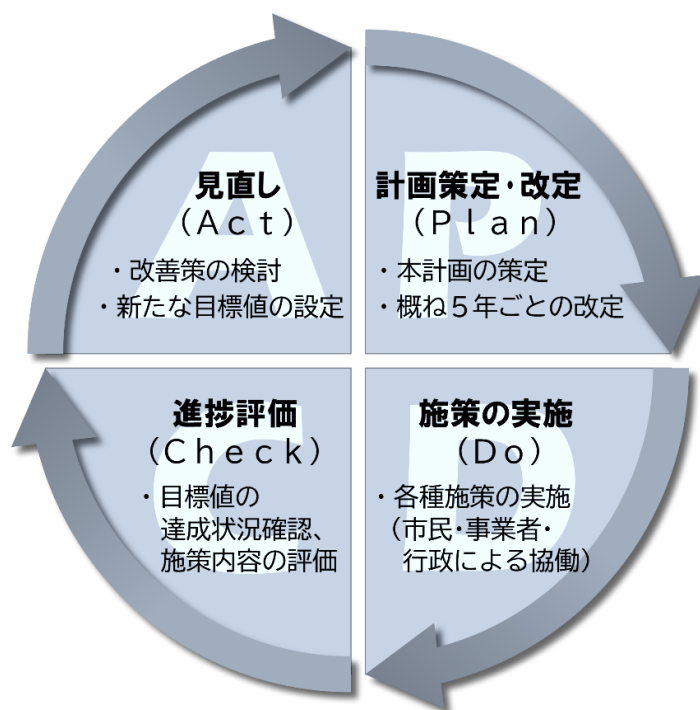 A
見直し
（Act）
・改善策の検討
・新たな目標値の設定
P
計画策定・改定
（Plan）
・本計画の策定
・概ね５年ごとの改定
D
施策の実施
（Do）
・各種施策の実施
（市民・事業者・
行政による協働）
C
進捗評価
（Check）
・目標値の
達成状況確認、
施策内容の評価